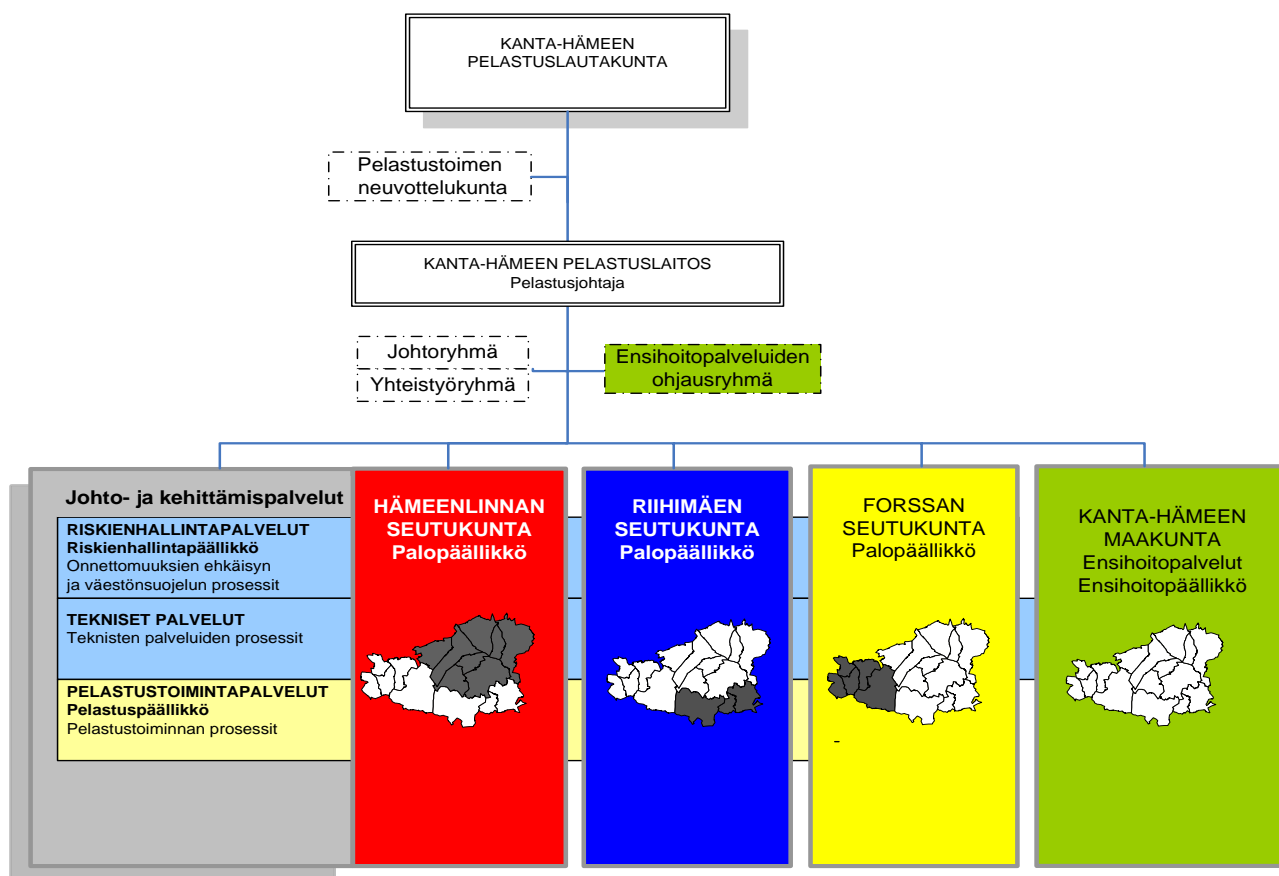 KANTA-HÄMEEN
PELASTUSLAUTAKUNTA
Pelastustoimen
neuvottelukunta
KANTA-HÄMEEN PELASTUSLAITOS
Pelastusjohtaja
Johtoryhmä
Yhteistyöryhmä
Ensihoitopalveluiden
ohjausryhmä
Johto- ja kehittämispalvelut
RISKIENHALLINTAPALVELUT
Riskienhallintapäällikkö
Onnettomuuksien ehkäisyn
ja väestönsuojelun prosessit
TEKNISET PALVELUT
Teknisten palveluiden prosessit
PELASTUSTOIMINTAPALVELUT
Pelastuspäällikkö
Pelastustoiminnan prosessit
HÄMEENLINNAN
SEUTUKUNTA
Palopäällikkö
RIIHIMÄEN
SEUTUKUNTA
Palopäällikkö
FORSSAN
SEUTUKUNTA
Palopäällikkö
-
KANTA-HÄMEEN
MAAKUNTA
Ensihoitopalvelut
Ensihoitopäällikkö